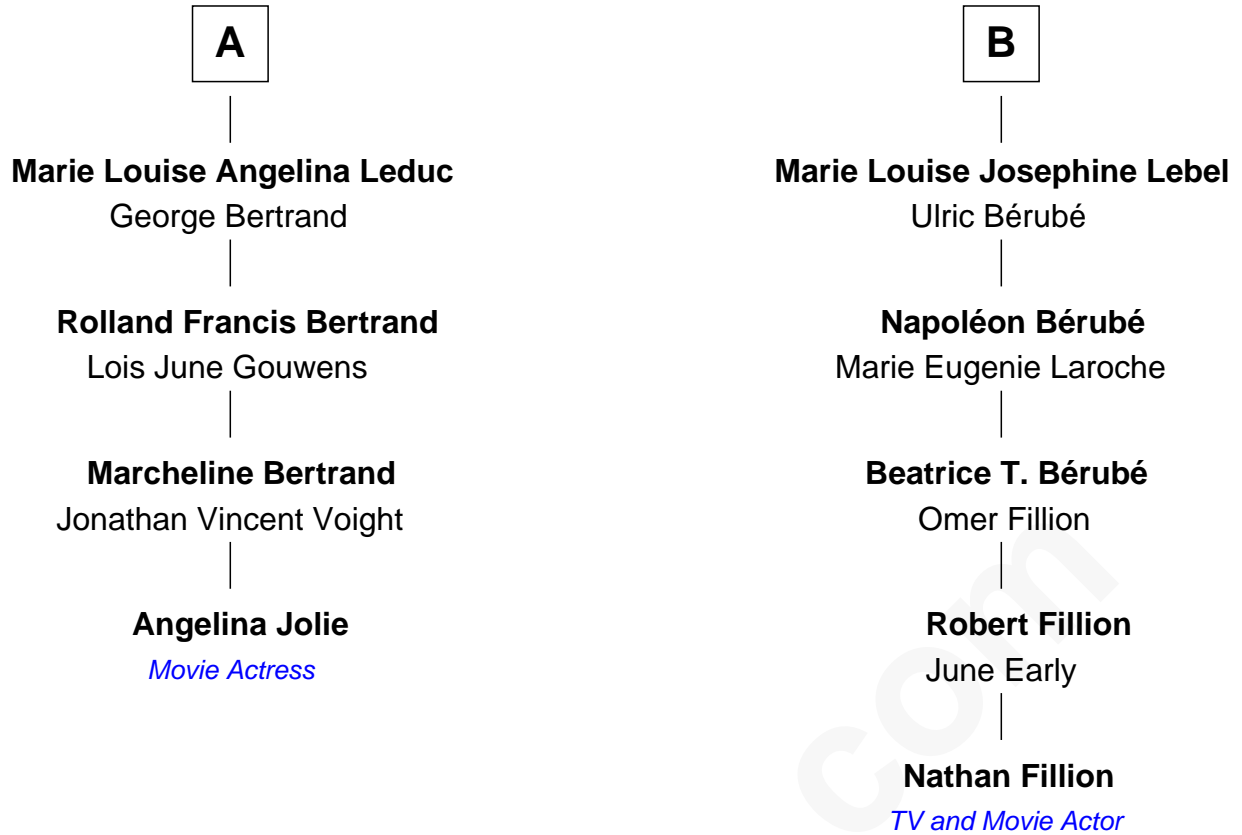 A
Marie Louise Angelina Leduc
George Bertrand
Rolland Francis Bertrand
Lois June Gouwens
Marcheline Bertrand
Jonathan Vincent Voight
Angelina Jolie
Movie Actress
B
Marie Louise Josephine Lebel
Ulric Bérubé
Napoléon Bérubé
Marie Eugenie Laroche
Beatrice T. Bérubé
Omer Fillion
Robert Fillion
June Early
Nathan Fillion
TV and Movie Actor
com